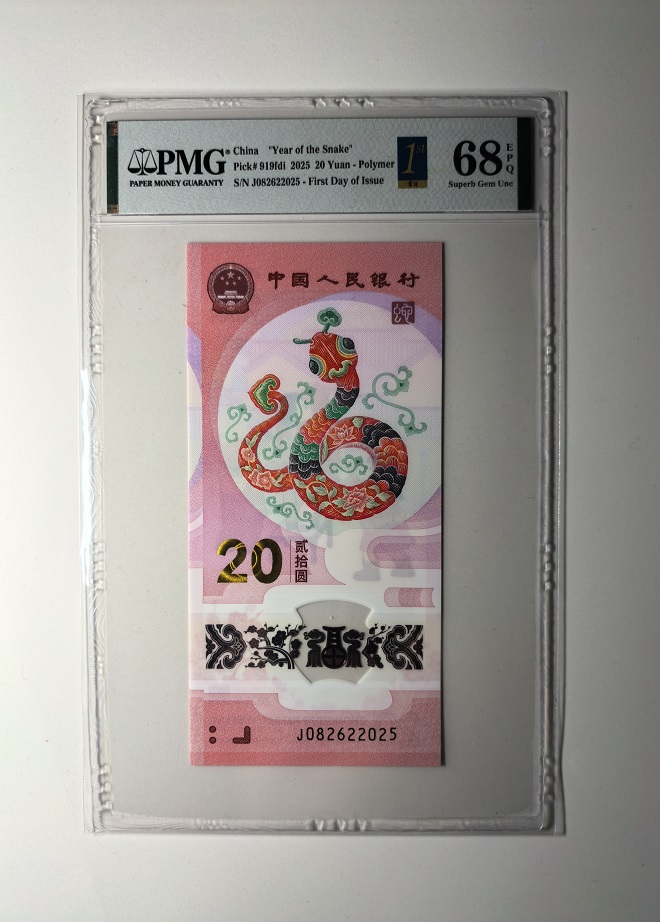 PMG
PAPER MONEY GUARANTY
China "Year of the Snake"
Pick# 919fdi 2025 20 Yuan - Polymer
S/N J082622025 - First Day of Issue
1st
68 EPQ
Superb Gem Unc
中国人民银行
20 贰拾圆
J082622025